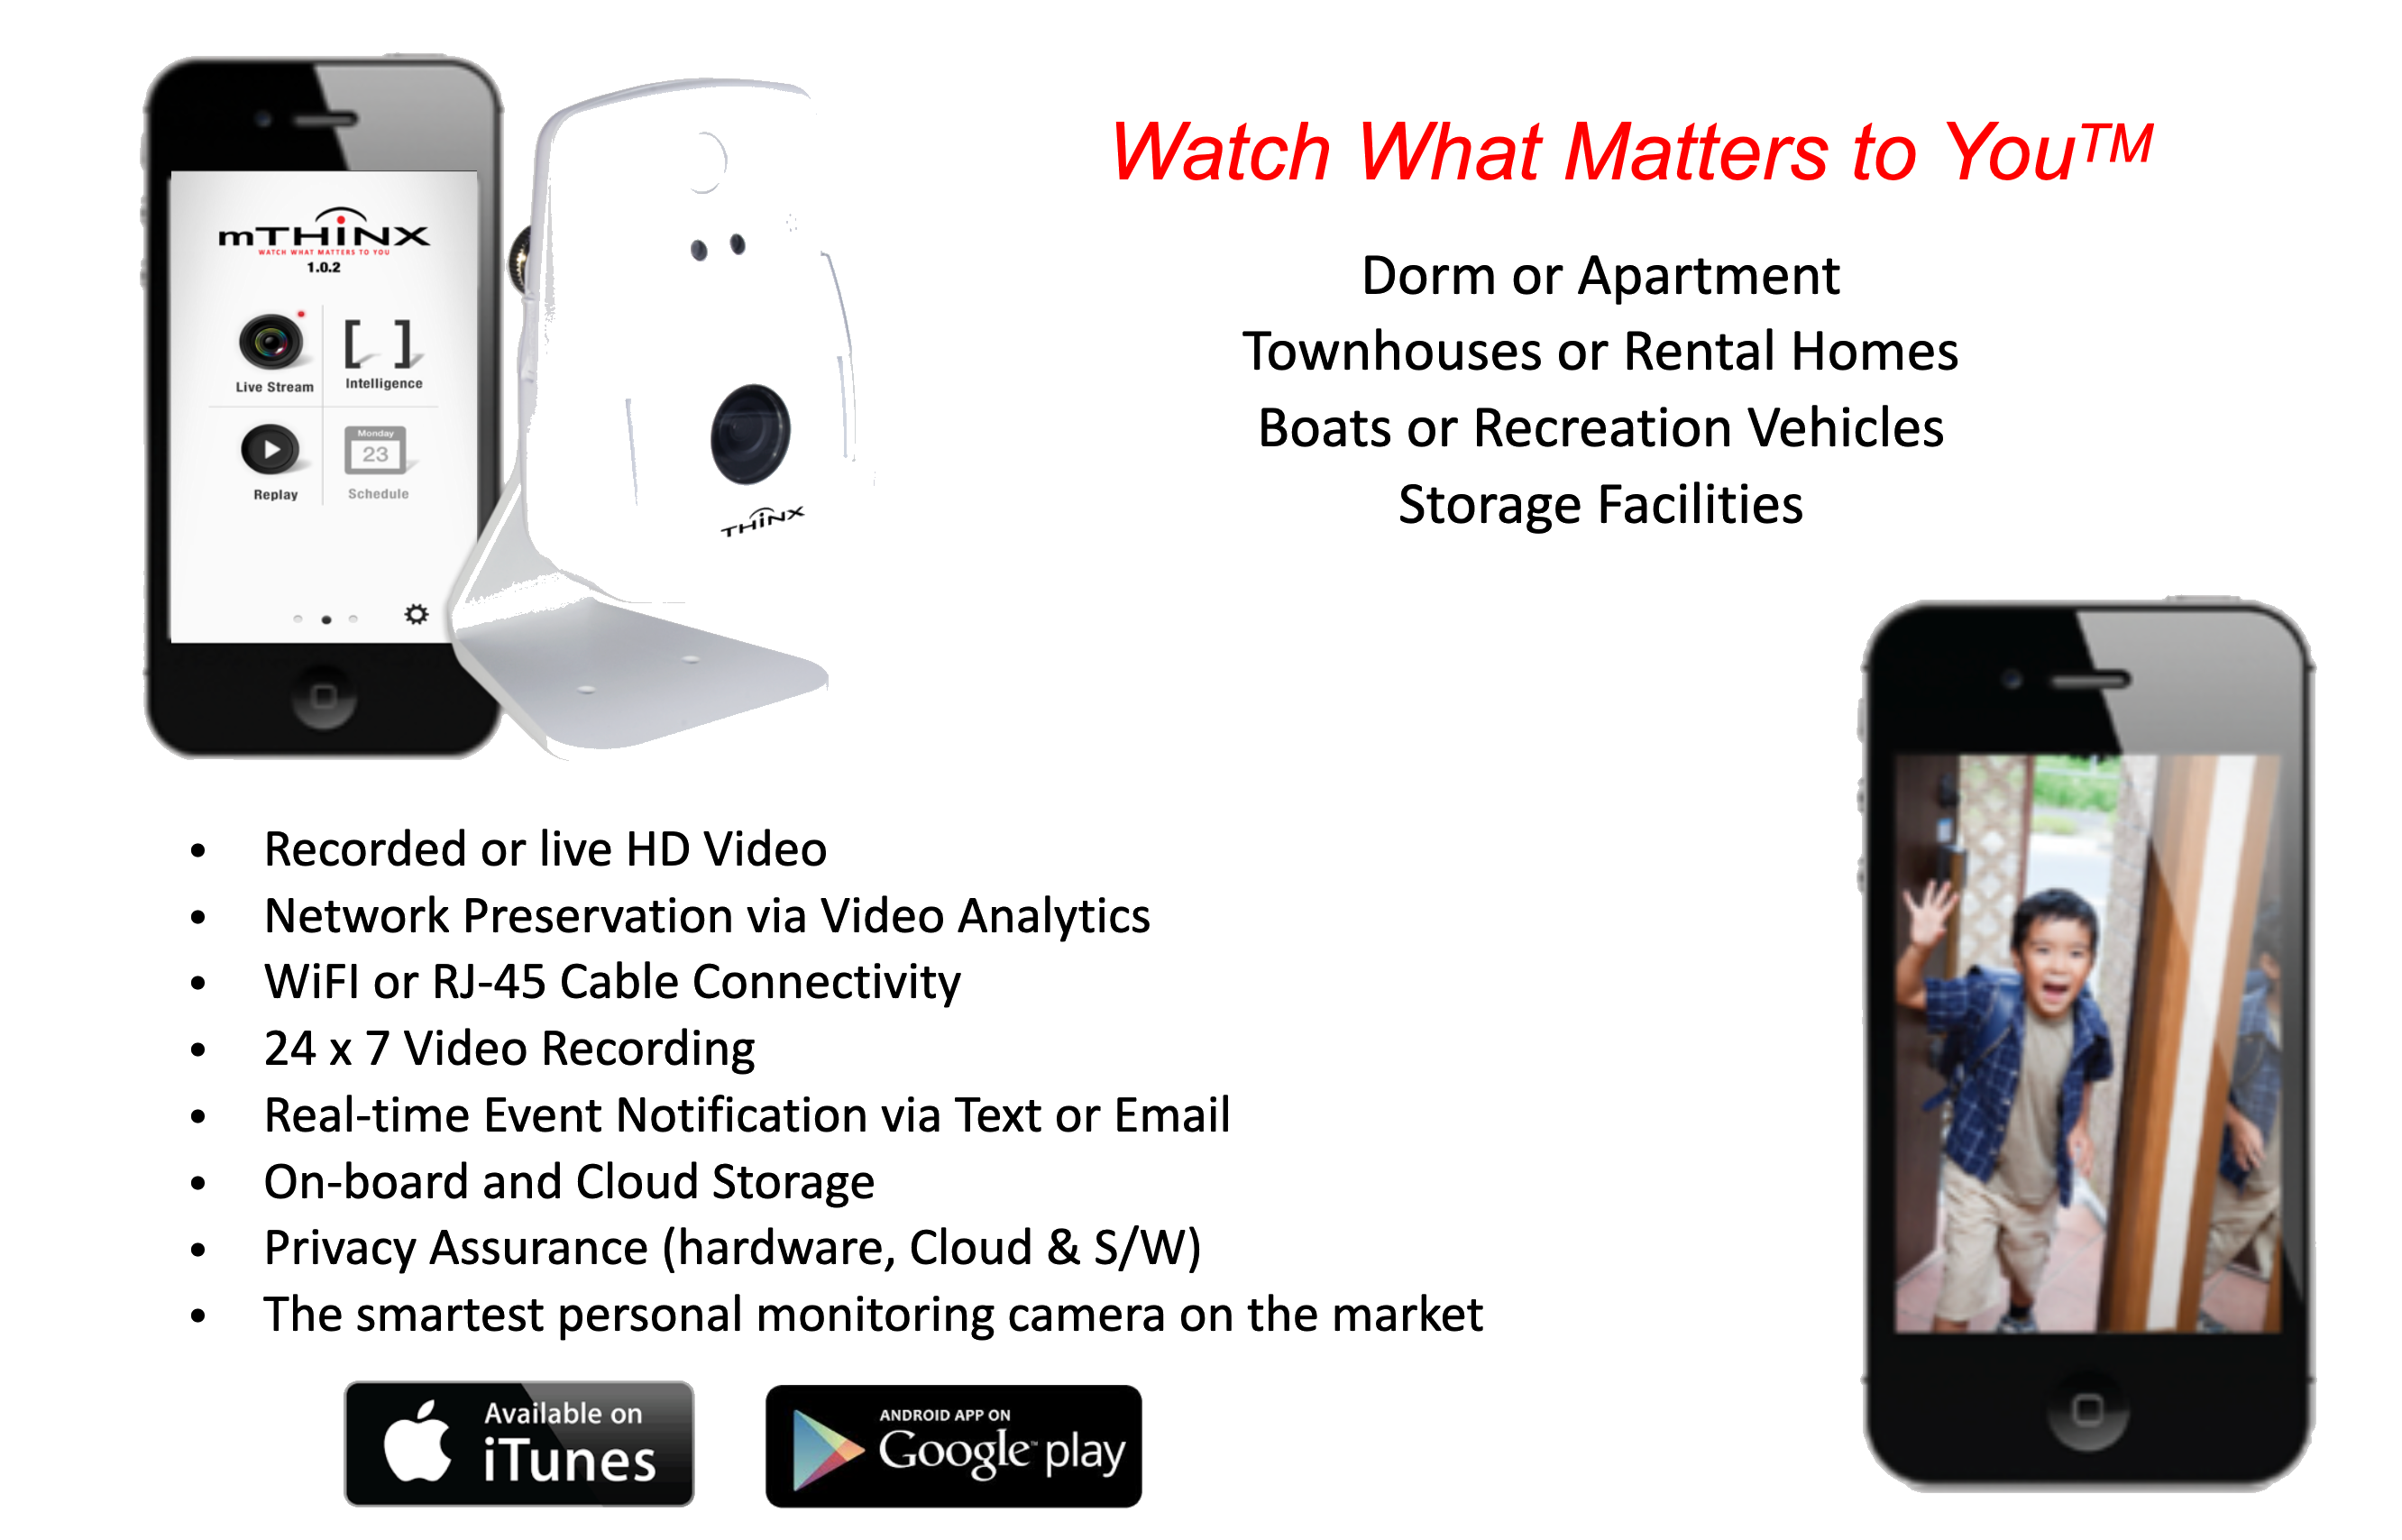 Watch What Matters to You™
Dorm or Apartment
Townhouses or Rental Homes
Boats or Recreation Vehicles
Storage Facilities
mTHiNX
WATCH WHAT MATTERS TO YOU
1.0.2
Live Stream
[ ]
Intelligence
Replay
Monday
23
Schedule
THiNX
• Recorded or live HD Video
• Network Preservation via Video Analytics
• WiFI or RJ-45 Cable Connectivity
• 24 x 7 Video Recording
• Real-time Event Notification via Text or Email
• On-board and Cloud Storage
• Privacy Assurance (hardware, Cloud & S/W)
• The smartest personal monitoring camera on the market
Available on
iTunes
ANDROID APP ON
Google™ play